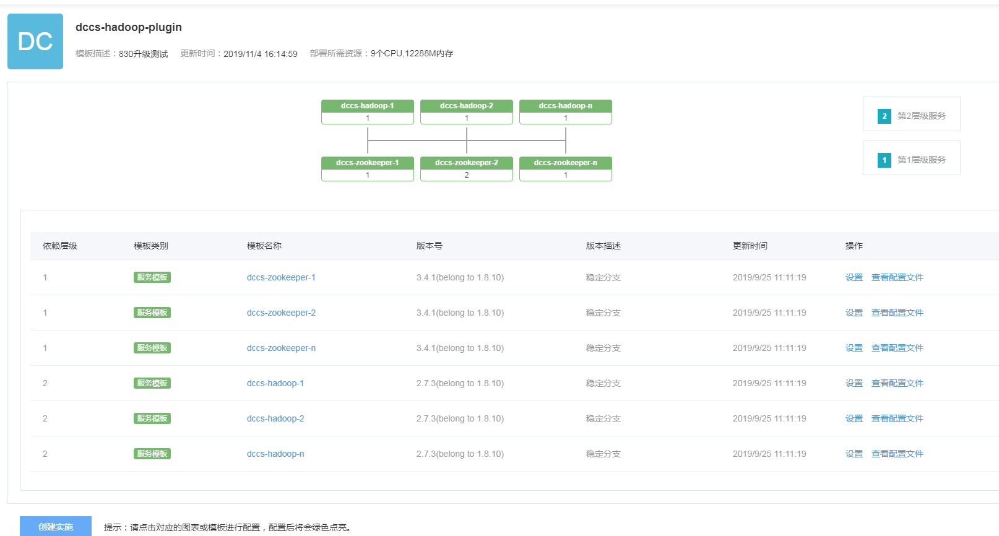 DC
dccs-hadoop-plugin
模板描述：830升级测试 更新时间：2019/11/4 16:14:59 部署所需资源：9个CPU,12288M内存
dccs-hadoop-1 dccs-hadoop-2 dccs-hadoop-n
1 1 1
2 第2层级服务
dccs-zookeeper-1 dccs-zookeeper-2 dccs-zookeeper-n
1 2 1
1 第1层级服务
依赖层级 模板类别 模板名称 版本号 版本描述 更新时间 操作
1 服务模板 dccs-zookeeper-1 3.4.1(belong to 1.8.10) 稳定分支 2019/9/25 11:11:19 设置 查看配置文件
1 服务模板 dccs-zookeeper-2 3.4.1(belong to 1.8.10) 稳定分支 2019/9/25 11:11:19 设置 查看配置文件
1 服务模板 dccs-zookeeper-n 3.4.1(belong to 1.8.10) 稳定分支 2019/9/25 11:11:19 设置 查看配置文件
2 服务模板 dccs-hadoop-1 2.7.3(belong to 1.8.10) 稳定分支 2019/9/25 11:11:19 设置 查看配置文件
2 服务模板 dccs-hadoop-2 2.7.3(belong to 1.8.10) 稳定分支 2019/9/25 11:11:19 设置 查看配置文件
2 服务模板 dccs-hadoop-n 2.7.3(belong to 1.8.10) 稳定分支 2019/9/25 11:11:19 设置 查看配置文件
创建实施 提示：请点击对应的图表或模板进行配置，配置后将会绿色点亮。